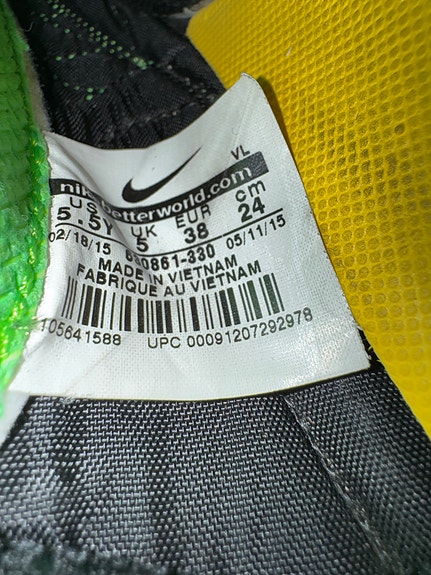 VL
nikebetterworld.com
US UK EUR cm
5.5Y 5 38 24
02/18/15 05/11/15
MADE IN VIETNAM
FABRIQUE AU VIETNAM
UPC 00091207292978